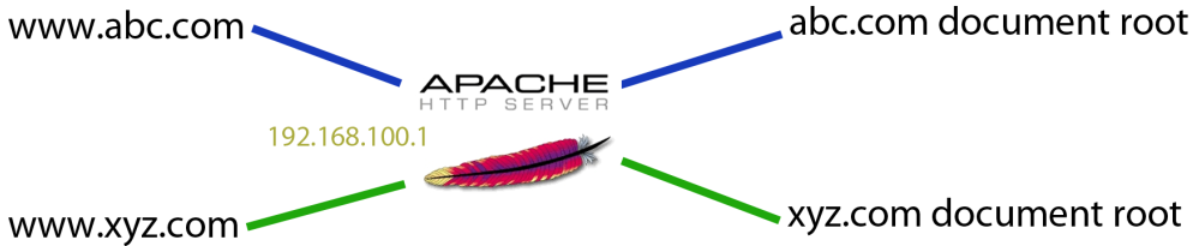 www.abc.com
abc.com document root
APACHE
HTTP SERVER
192.168.100.1
www.xyz.com
xyz.com document root